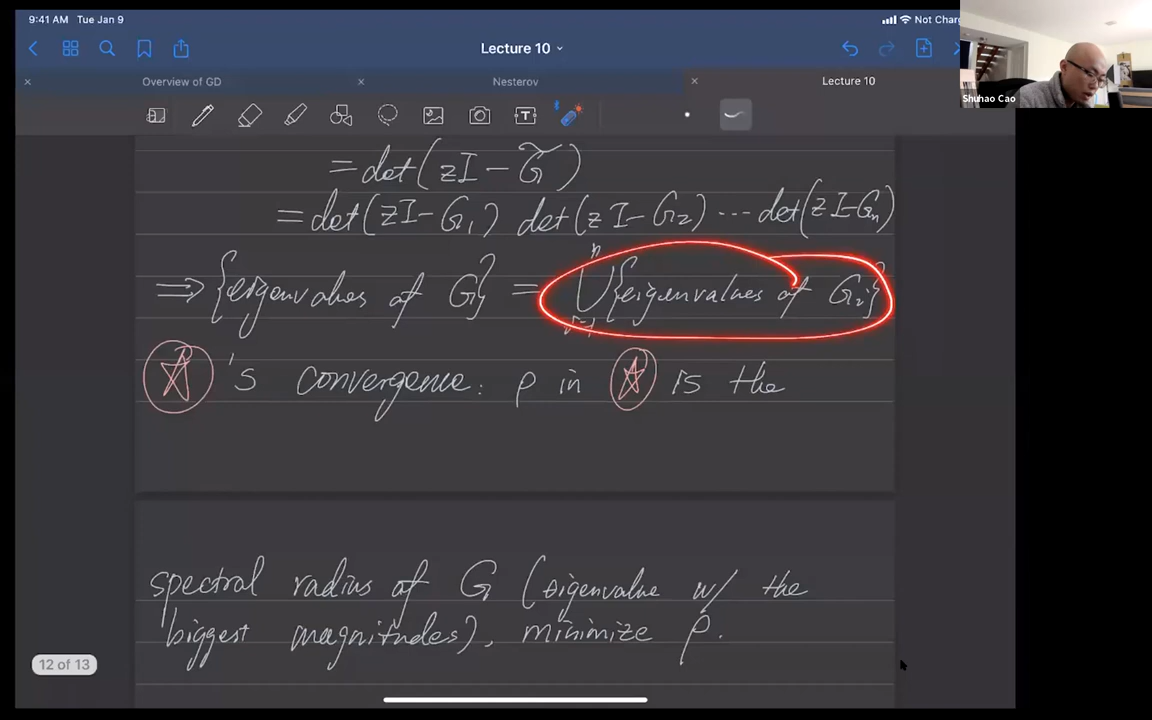 9:41 AM Tue Jan 9
Not Charg
Lecture 10
Overview of GD
Nesterov
Lecture 10
Shuhao Cao
= det(zI - G̃)
= det(zI - G₁) det(zI - G₂) ... det(zI - Gₙ)
⇒ {eigenvalues of G} = ⋃ⁿᵢ₌₁ {eigenvalues of Gᵢ}
☆'s convergence: ρ in ☆ is the
spectral radius of G (eigenvalue w/ the
biggest magnitudes), minimize ρ.
12 of 13